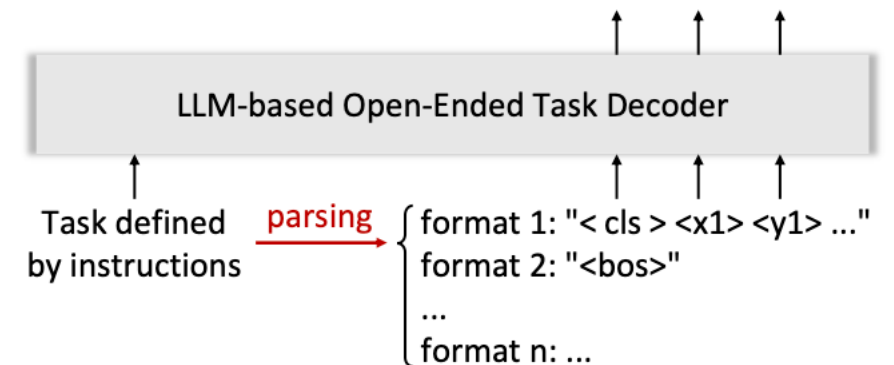 LLM-based Open-Ended Task Decoder
Task defined
by instructions
parsing
format 1: "< cls > <x1> <y1> ..."
format 2: "<bos>"
...
format n: ...